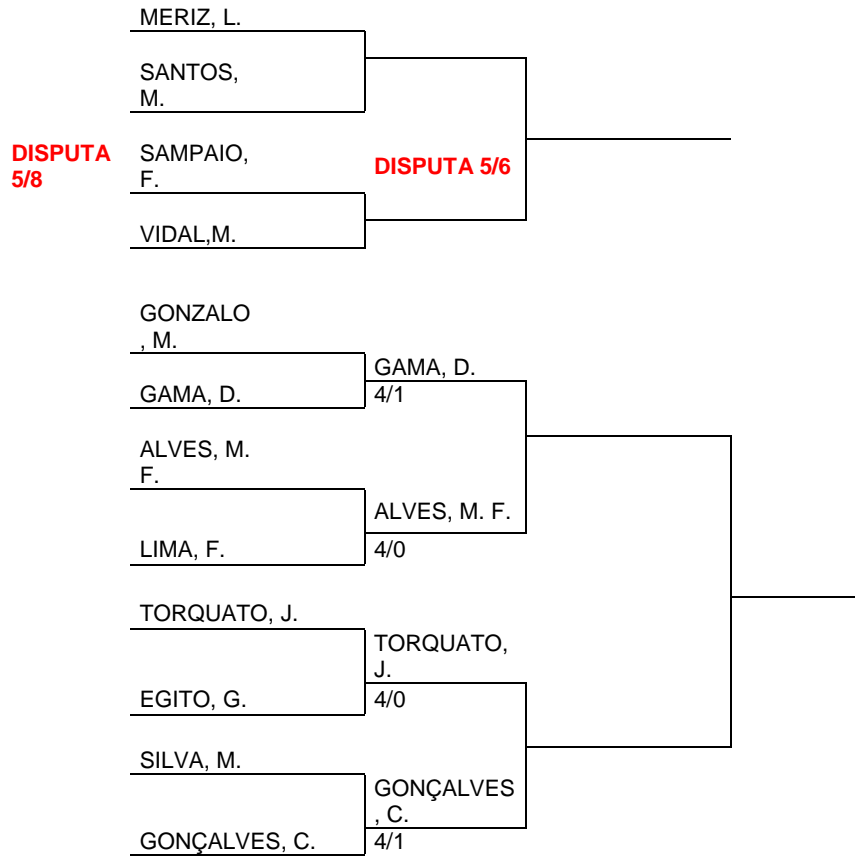 MERIZ, L.
SANTOS,
M.
DISPUTA
5/8
SAMPAIO,
F.
DISPUTA 5/6
VIDAL,M.
GONZALO
, M.
GAMA, D.
GAMA, D.
4/1
ALVES, M.
F.
ALVES, M. F.
LIMA, F.
4/0
TORQUATO, J.
TORQUATO,
J.
EGITO, G.
4/0
SILVA, M.
GONÇALVES
, C.
GONÇALVES, C.
4/1